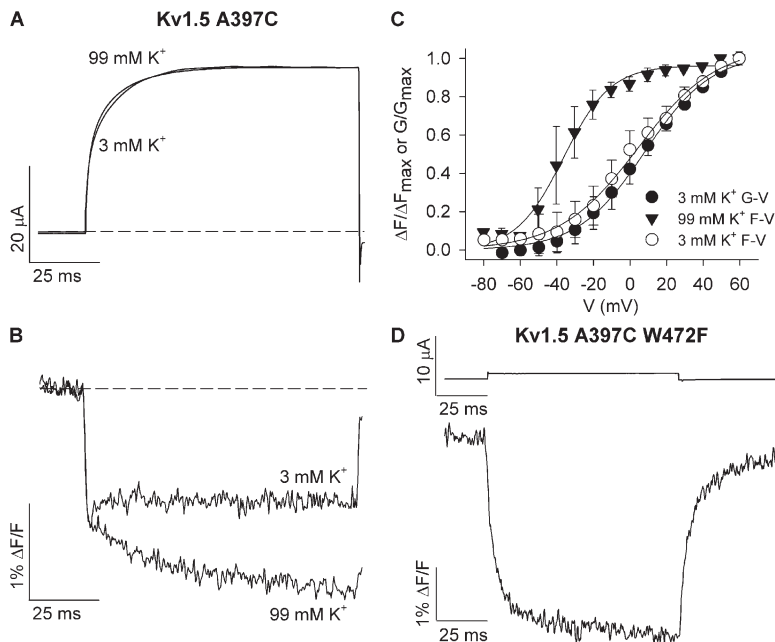 A
Kv1.5 A397C
99 mM K⁺
3 mM K⁺
20 µA
25 ms
B
3 mM K⁺
99 mM K⁺
1% ΔF/F
25 ms
C
ΔF/ΔFmax or G/Gmax
1.0
0.8
0.6
0.4
0.2
0.0
-80 -60 -40 -20 0 20 40 60
V (mV)
3 mM K⁺ G-V
99 mM K⁺ F-V
3 mM K⁺ F-V
D
Kv1.5 A397C W472F
10 µA
25 ms
1% ΔF/F
25 ms